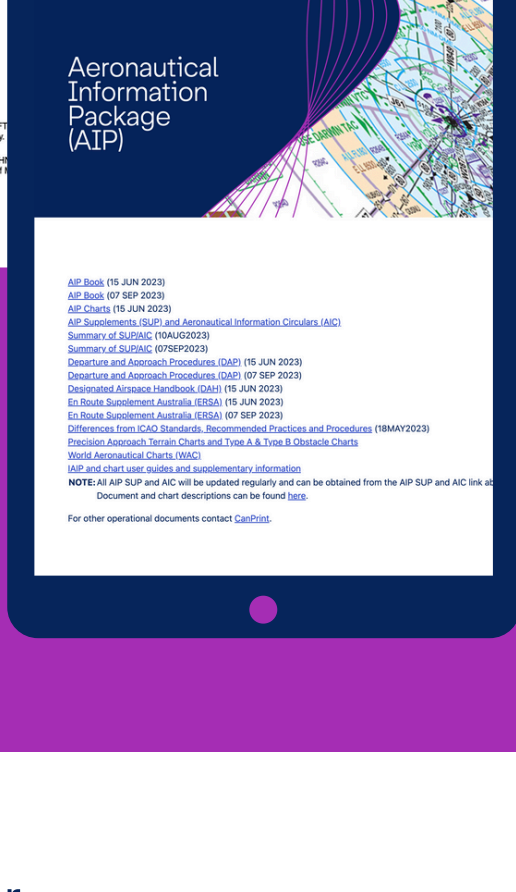 Aeronautical
Information
Package
(AIP)
USE DARWIN TAC
361
AIP Book (15 JUN 2023)
AIP Book (07 SEP 2023)
AIP Charts (15 JUN 2023)
AIP Supplements (SUP) and Aeronautical Information Circulars (AIC)
Summary of SUP/AIC (10AUG2023)
Summary of SUP/AIC (07SEP2023)
Departure and Approach Procedures (DAP) (15 JUN 2023)
Departure and Approach Procedures (DAP) (07 SEP 2023)
Designated Airspace Handbook (DAH) (15 JUN 2023)
En Route Supplement Australia (ERSA) (15 JUN 2023)
En Route Supplement Australia (ERSA) (07 SEP 2023)
Differences from ICAO Standards, Recommended Practices and Procedures (18MAY2023)
Precision Approach Terrain Charts and Type A & Type B Obstacle Charts
World Aeronautical Charts (WAC)
IAIP and chart user guides and supplementary information
NOTE: All AIP SUP and AIC will be updated regularly and can be obtained from the AIP SUP and AIC link ab
Document and chart descriptions can be found here.
For other operational documents contact CanPrint.